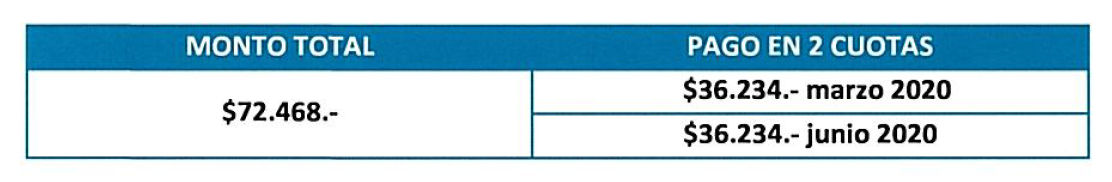 MONTO TOTAL PAGO EN 2 CUOTAS
$72.468.-
$36.234.- marzo 2020
$36.234.- junio 2020